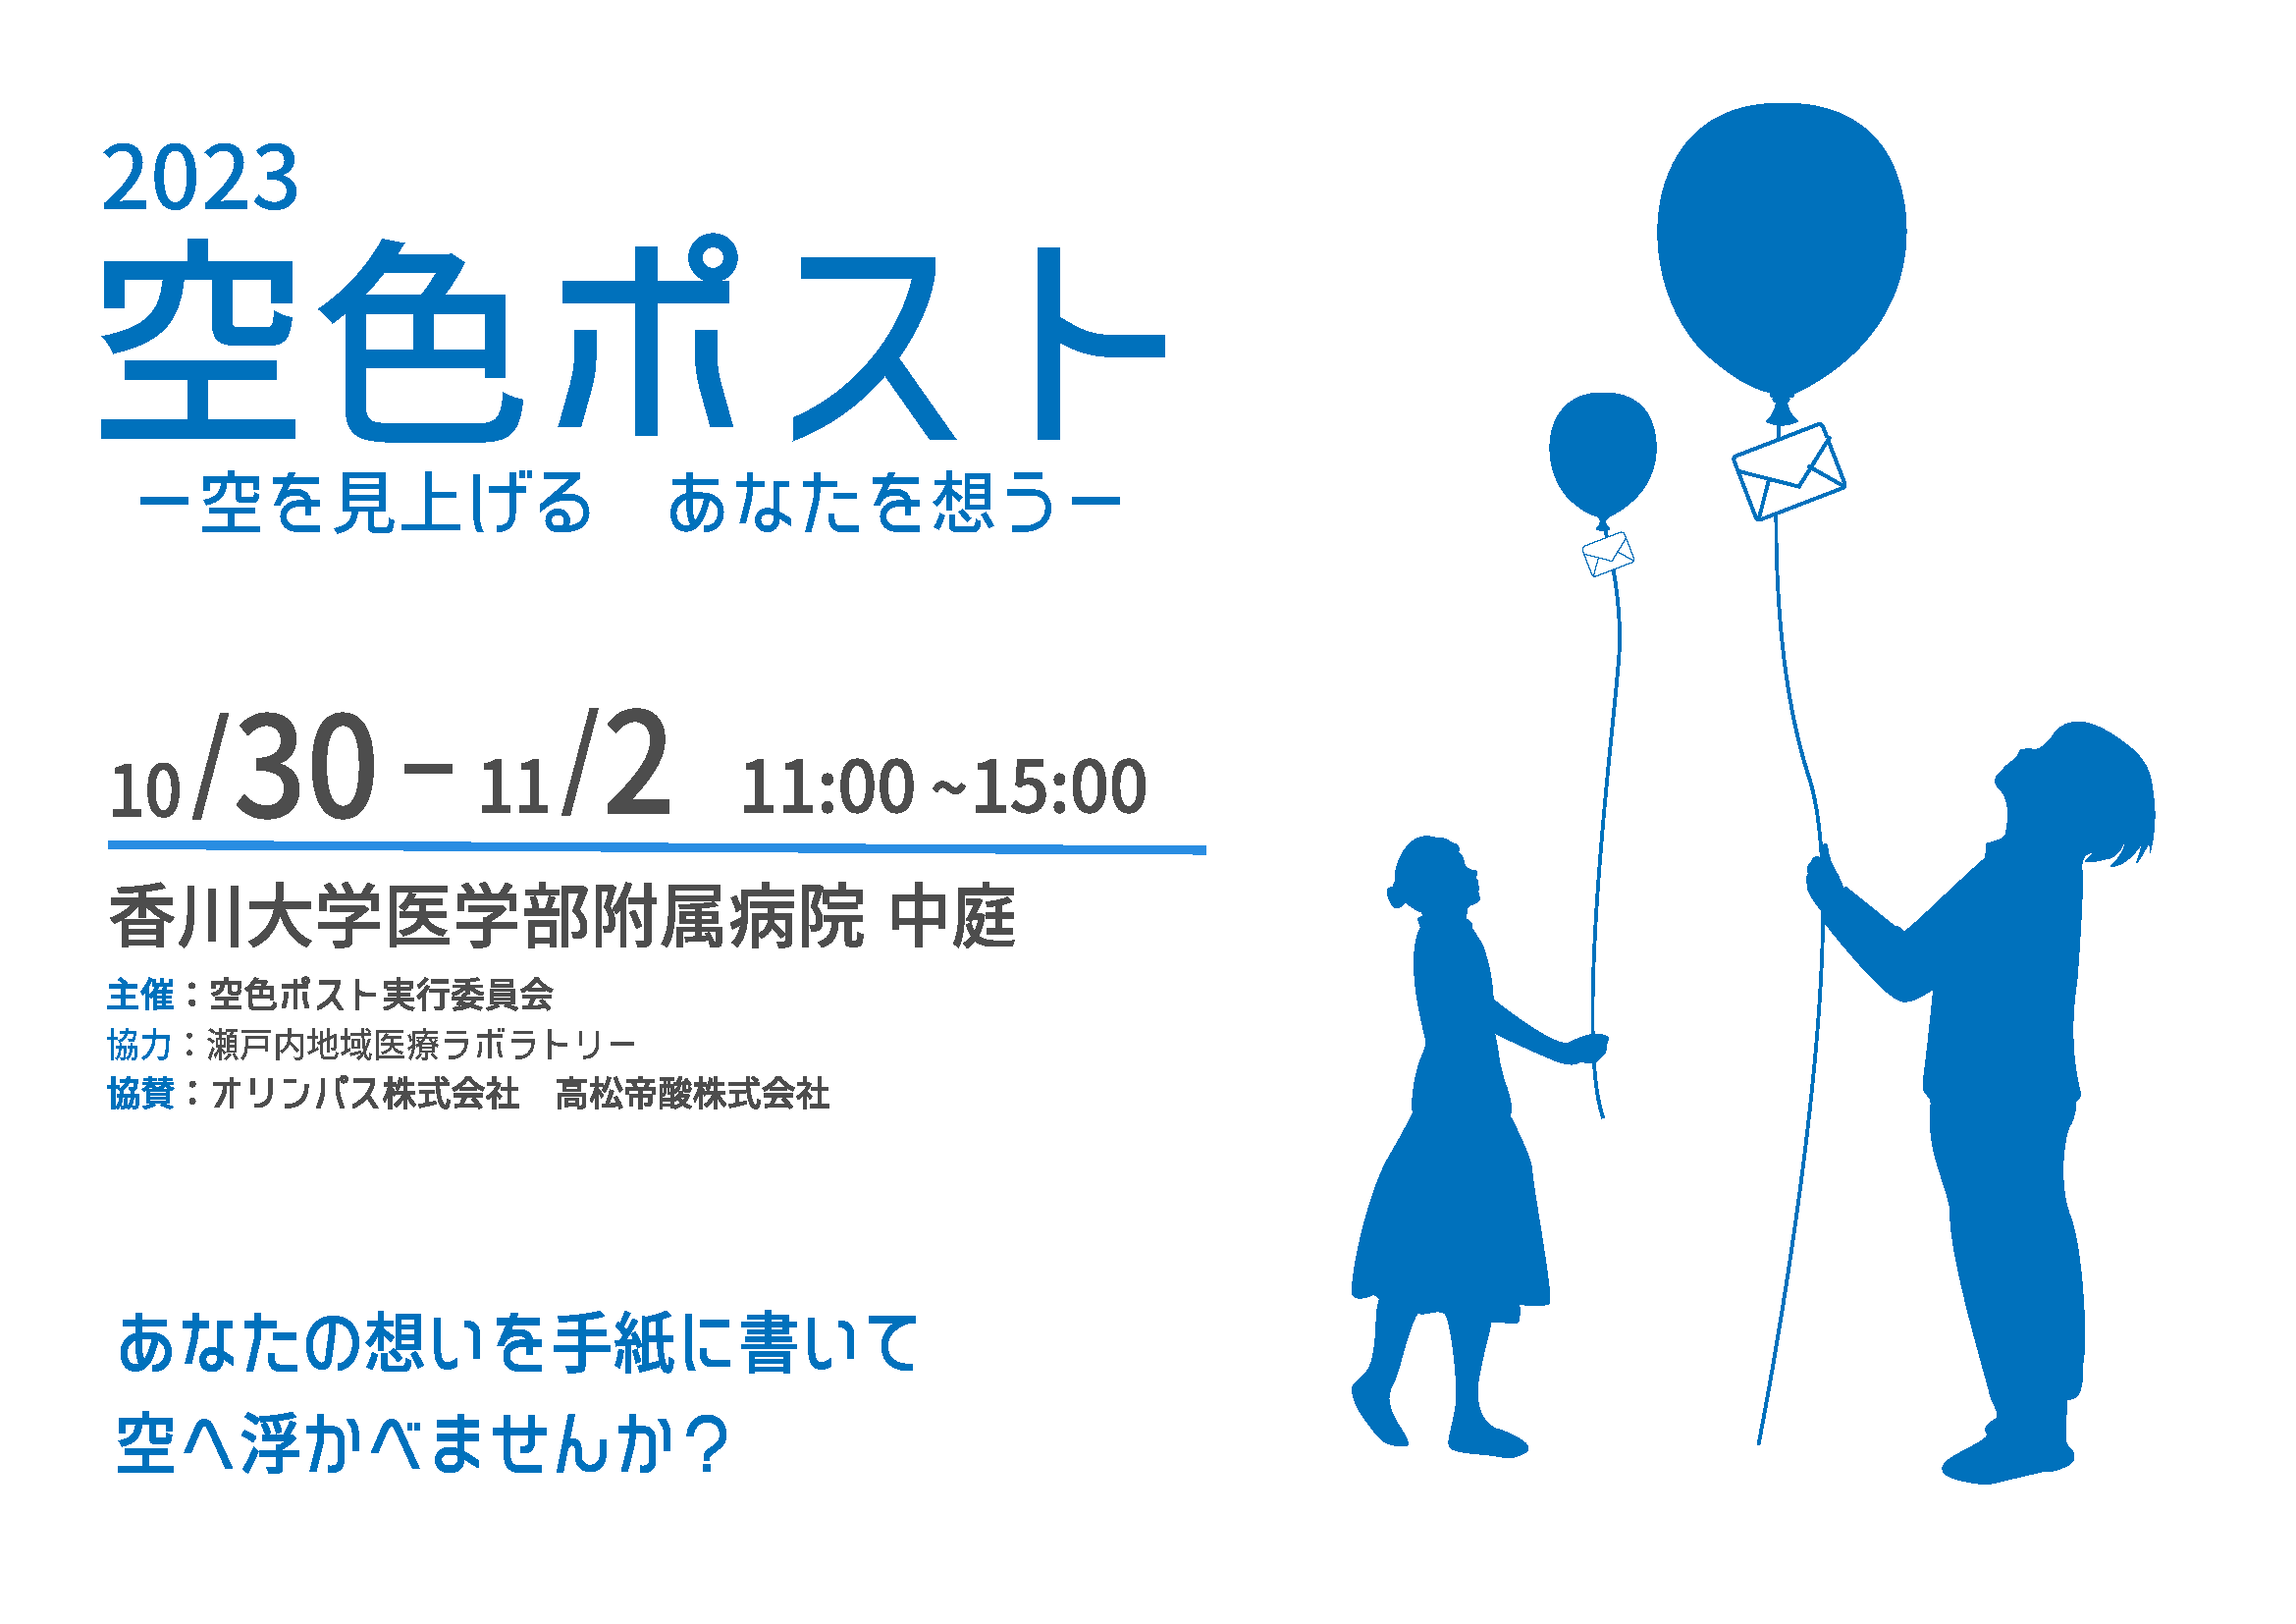 2023
空色ポスト
－空を見上げる　あなたを想う－
10/30－11/2 11:00~15:00
香川大学医学部附属病院 中庭
主催：空色ポスト実行委員会
協力：瀬戸内地域医療ラボラトリー
協賛：オリンパス株式会社　高松帝酸株式会社
あなたの想いを手紙に書いて
空へ浮かべませんか？